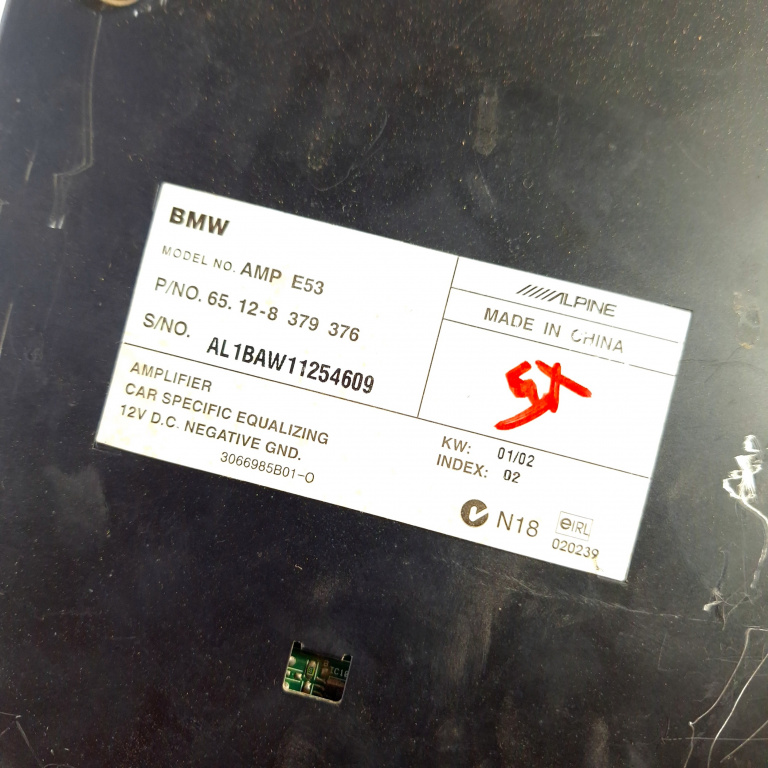 BMW
MODEL NO. AMP E53
P/NO. 65. 12-8 379 376
S/NO. AL1BAW11254609
ALPINE
MADE IN CHINA
5X
AMPLIFIER
CAR SPECIFIC EQUALIZING
12V D.C. NEGATIVE GND.
3066985B01-O
KW: 01/02
INDEX: 02
N18
eIRL
020239